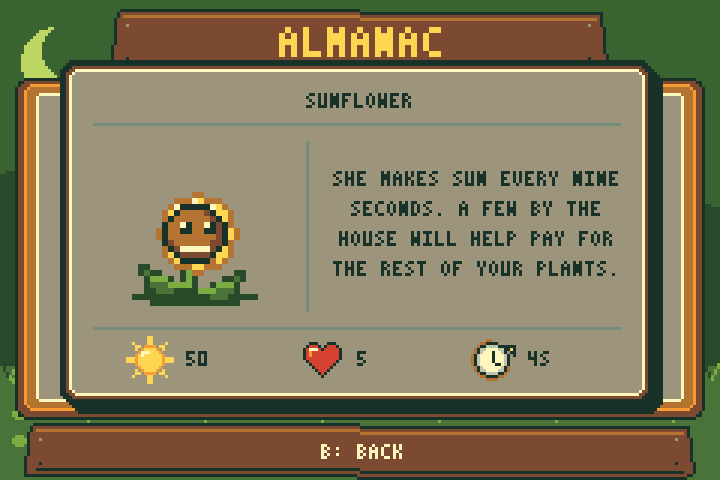 ALMANAC
SUNFLOWER
SHE MAKES SUN EVERY NINE
SECONDS. A FEW BY THE
HOUSE WILL HELP PAY FOR
THE REST OF YOUR PLANTS.
50
5
4S
B: BACK